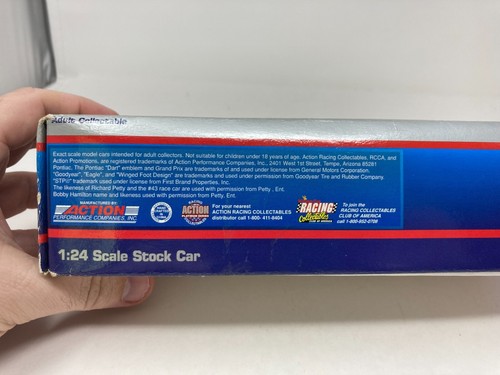 Adult Collectable
Exact scale model cars intended for adult collectors. Not suitable for children under 18 years of age. Action Racing Collectables, RCCA, and
Action Promotions, are registered trademarks of Action Performance Companies, Inc., 2401 West 1st Street, Tempe, Arizona 85281
Pontiac, The Pontiac "Dart" emblem and Grand Prix are trademarks of and used under license from General Motors Corporation.
"Goodyear", "Eagle", and "Winged Foot Design" are trademarks and used under permission from Goodyear Tire and Rubber Company.
"STP®" trademark used under license from First Brand Properties, Inc.
The likeness of Richard Petty and the #43 race car are used with permission from Petty , Ent.
Bobby Hamilton name and likeness used by permission of Petty, Ent.
MANUFACTURED BY:
ACTION
PERFORMANCE COMPANIES, INC.
ACTION
For your nearest
ACTION RACING COLLECTABLES
distributor call 1-800- 411-8404
RACING
Collectables
To join the
RACING COLLECTABLES
CLUB OF AMERICA
call 1-800-952-0708
1:24 Scale Stock Car